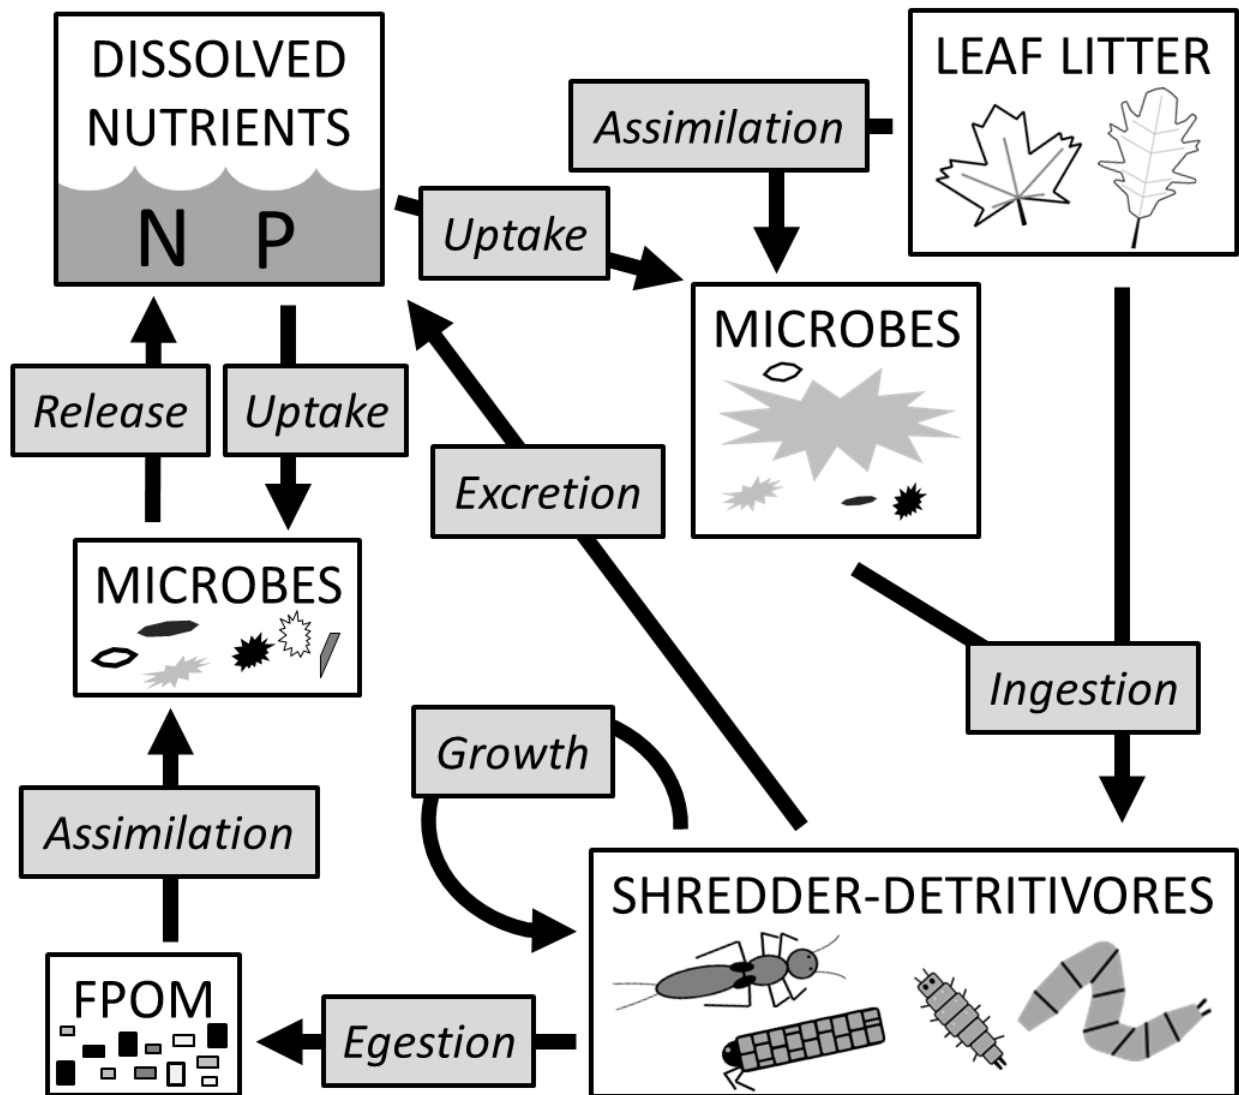 DISSOLVED
NUTRIENTS
N P
LEAF LITTER
Assimilation
Uptake
MICROBES
Release
Uptake
Excretion
MICROBES
Ingestion
Growth
Assimilation
SHREDDER-DETRITIVORES
FPOM
Egestion